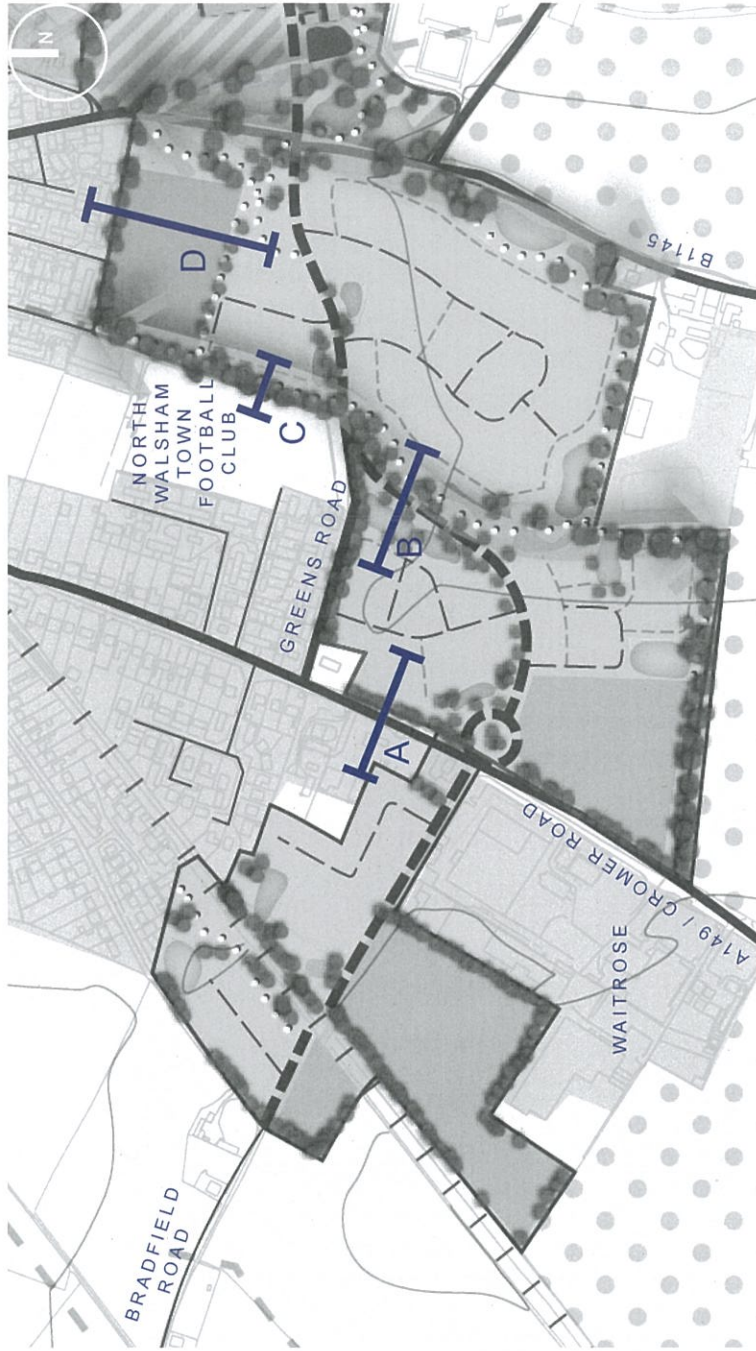 N
D
NORTH
WALSHAM
TOWN
FOOTBALL
CLUB
C
GREENS ROAD
B
A
B1145
A149 / CROMER ROAD
WAITROSE
BRADFIELD
ROAD